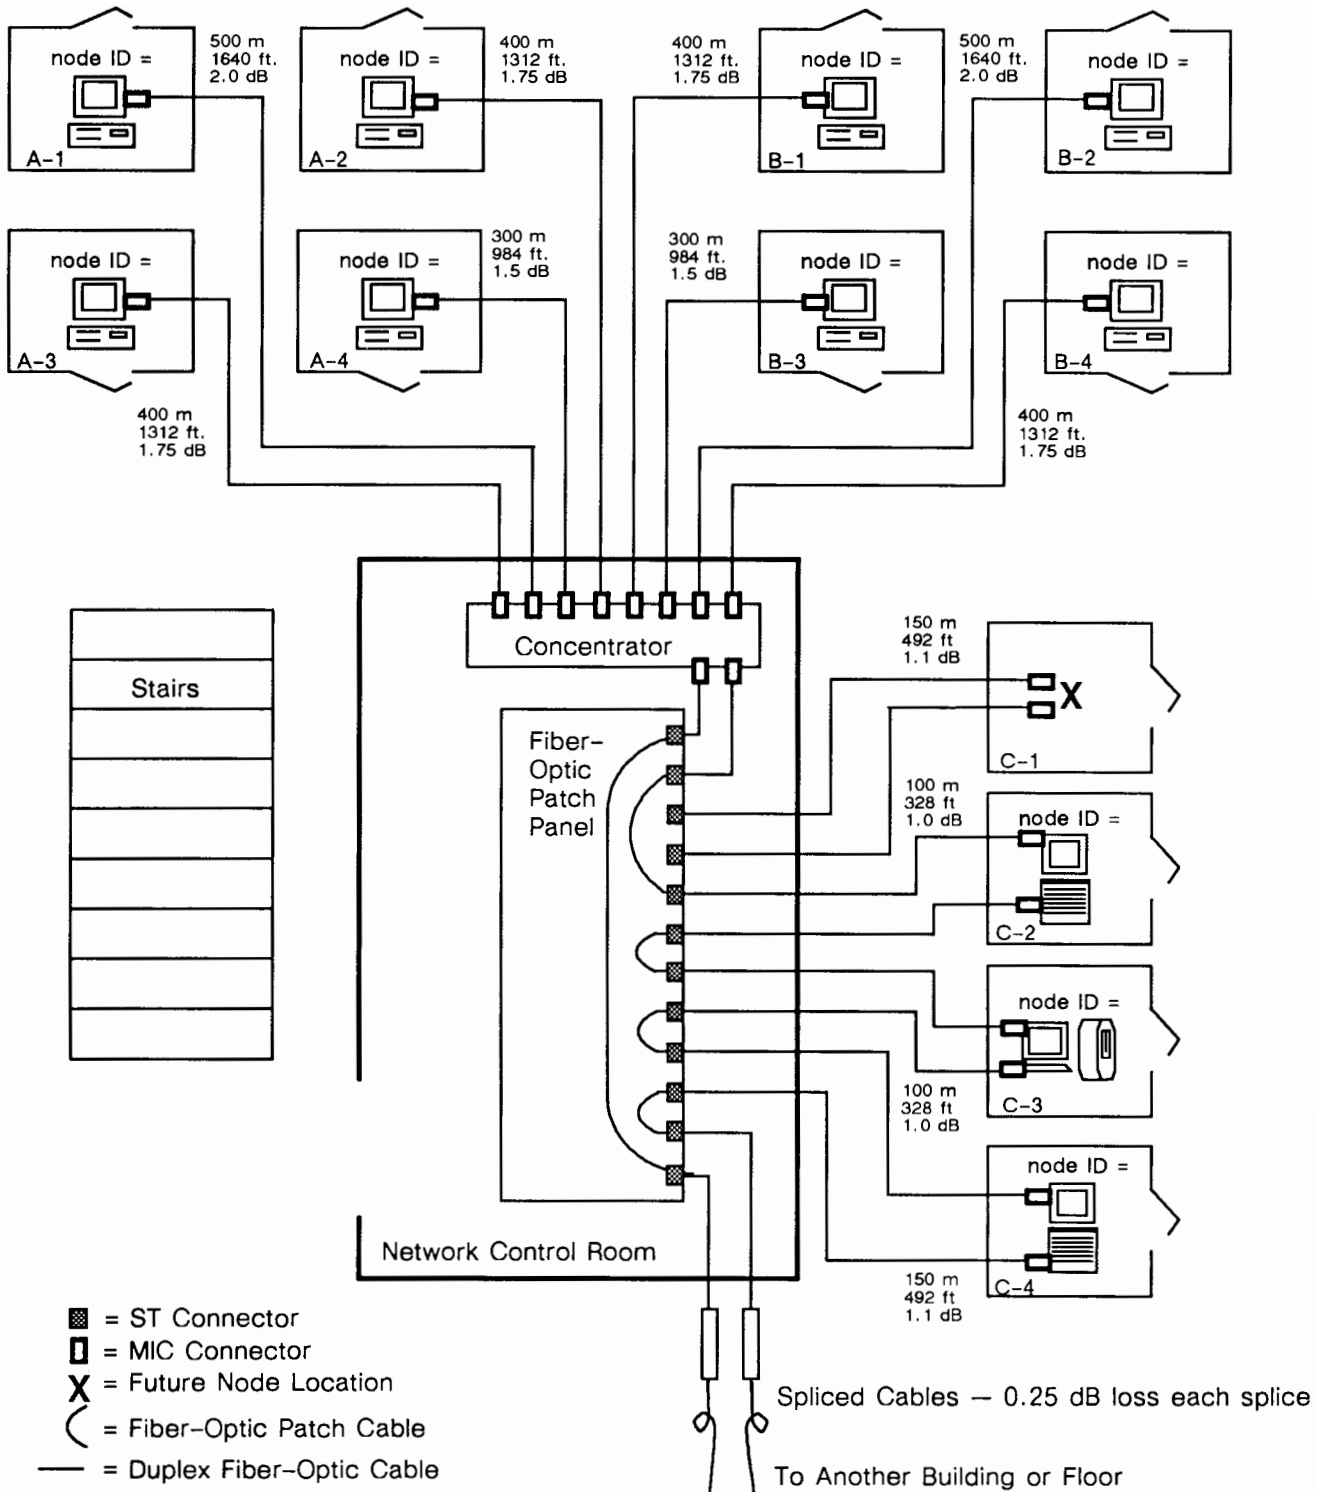 node ID =
A-1
500 m
1640 ft.
2.0 dB
node ID =
A-2
400 m
1312 ft.
1.75 dB
400 m
1312 ft.
1.75 dB
node ID =
B-1
500 m
1640 ft.
2.0 dB
node ID =
B-2
node ID =
A-3
400 m
1312 ft.
1.75 dB
node ID =
A-4
300 m
984 ft.
1.5 dB
300 m
984 ft.
1.5 dB
node ID =
B-3
node ID =
B-4
400 m
1312 ft.
1.75 dB
Concentrator
Stairs
Fiber-
Optic
Patch
Panel
150 m
492 ft
1.1 dB
X
C-1
100 m
328 ft
1.0 dB
node ID =
C-2
node ID =
C-3
100 m
328 ft
1.0 dB
node ID =
C-4
150 m
492 ft
1.1 dB
Network Control Room
= ST Connector
= MIC Connector
X = Future Node Location
= Fiber-Optic Patch Cable
= Duplex Fiber-Optic Cable
Spliced Cables — 0.25 dB loss each splice
To Another Building or Floor